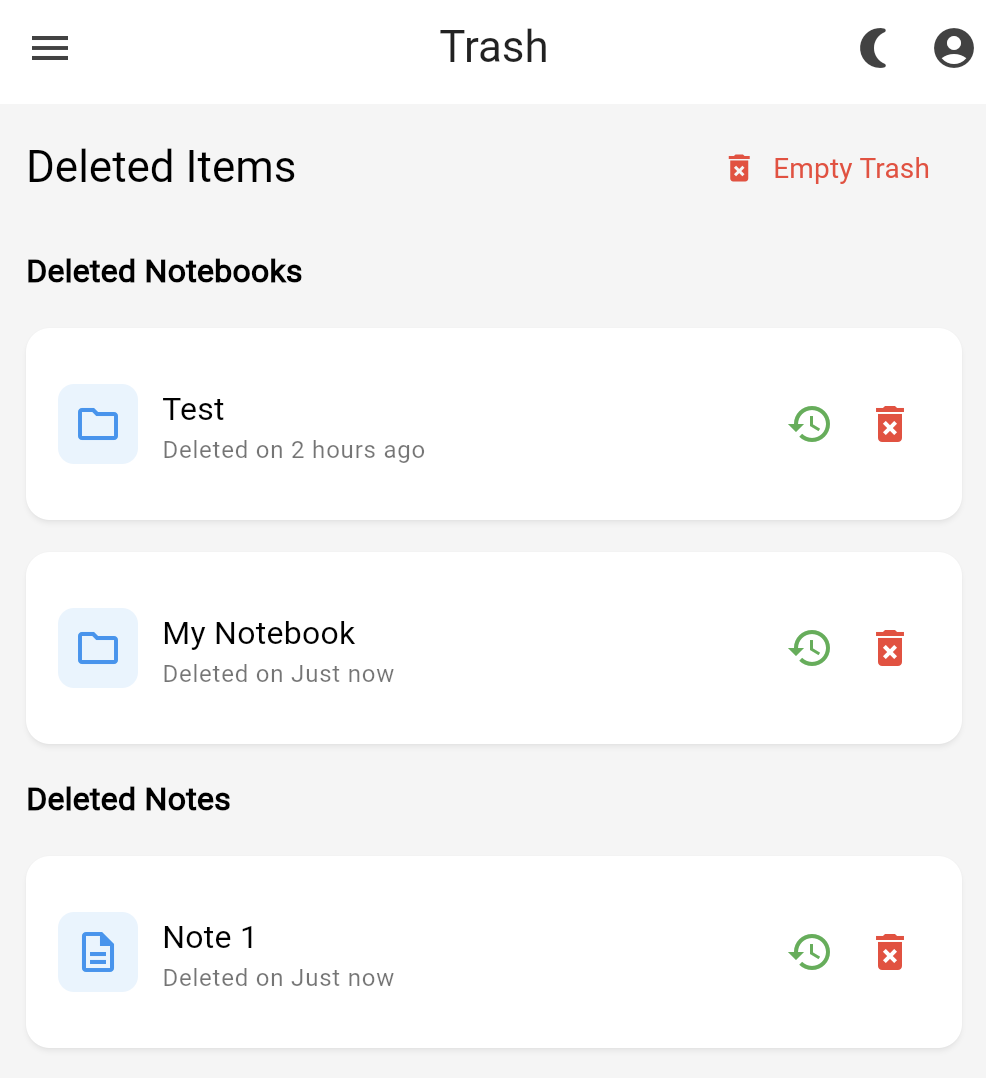 Trash
Deleted Items
Empty Trash
Deleted Notebooks
Test
Deleted on 2 hours ago
My Notebook
Deleted on Just now
Deleted Notes
Note 1
Deleted on Just now